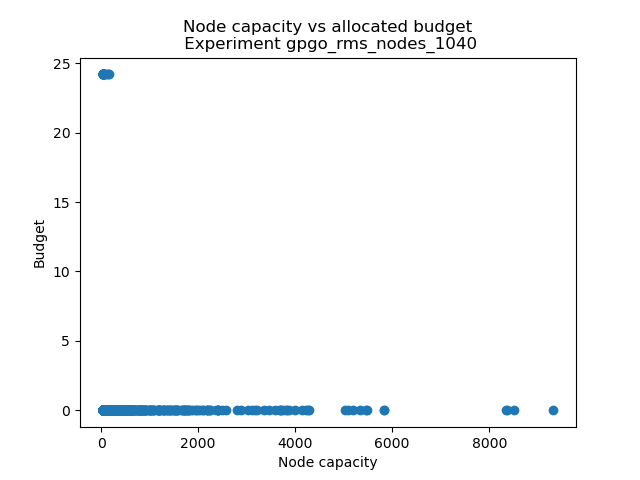 Node capacity vs allocated budget
Experiment gpgo_rms_nodes_1040
25
20
15
10
5
0
Budget
0 2000 4000 6000 8000
Node capacity